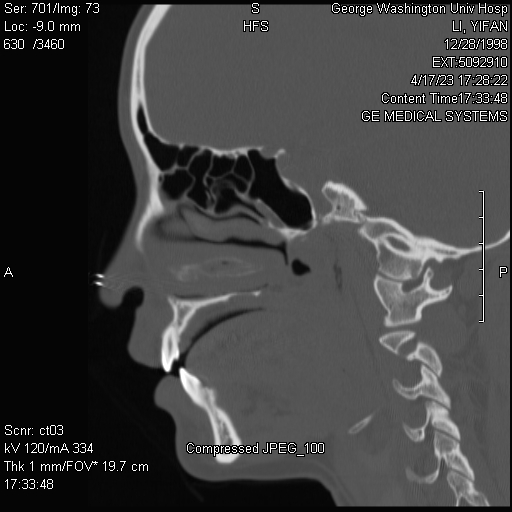 Ser: 701/Img: 73
Loc: -9.0 mm
630 /3460
S
HFS
George Washington Univ Hosp
LI, YIFAN
12/28/1998
EXT:5092910
4/17/23 17:28:22
Content Time17:33:48
GE MEDICAL SYSTEMS
A
P
Scnr: ct03
kV 120/mA 334
Thk 1 mm/FOV* 19.7 cm
17:33:48
Compressed JPEG_100